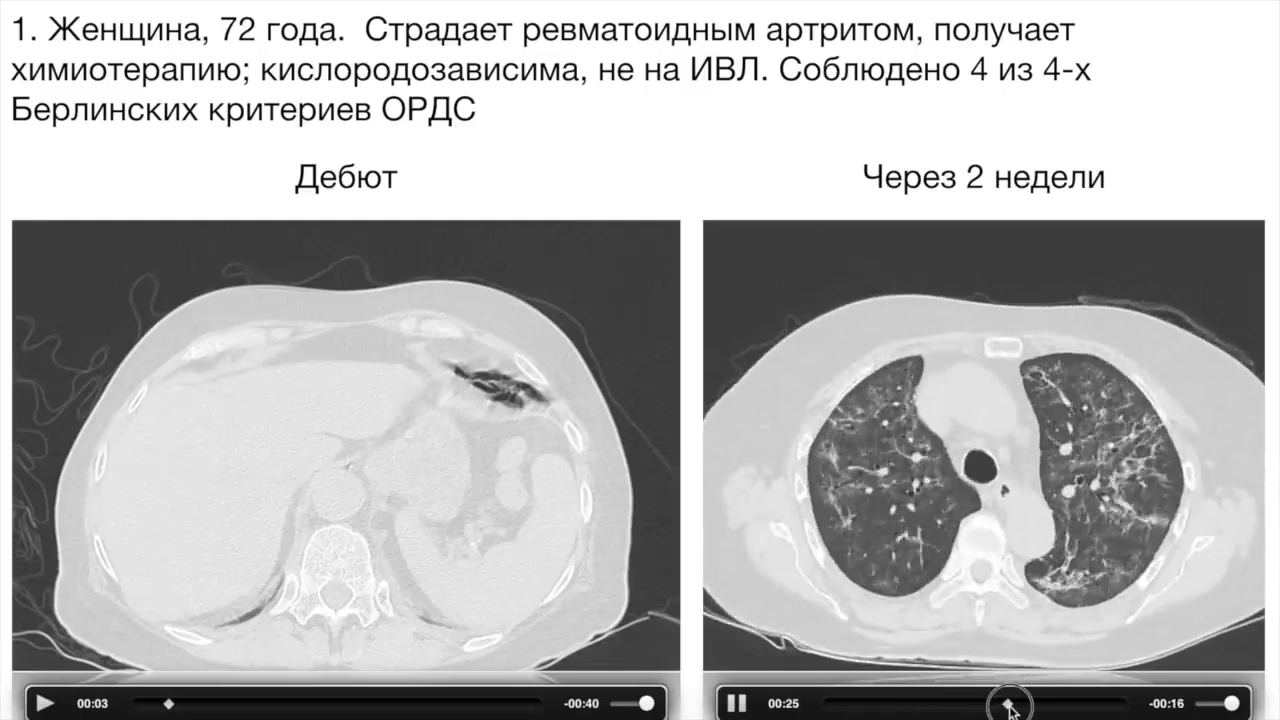 1. Женщина, 72 года.  Страдает ревматоидным артритом, получает
химиотерапию; кислородозависима, не на ИВЛ. Соблюдено 4 из 4-х
Берлинских критериев ОРДС
Дебют
Через 2 недели
00:03
-00:40
00:25
-00:16